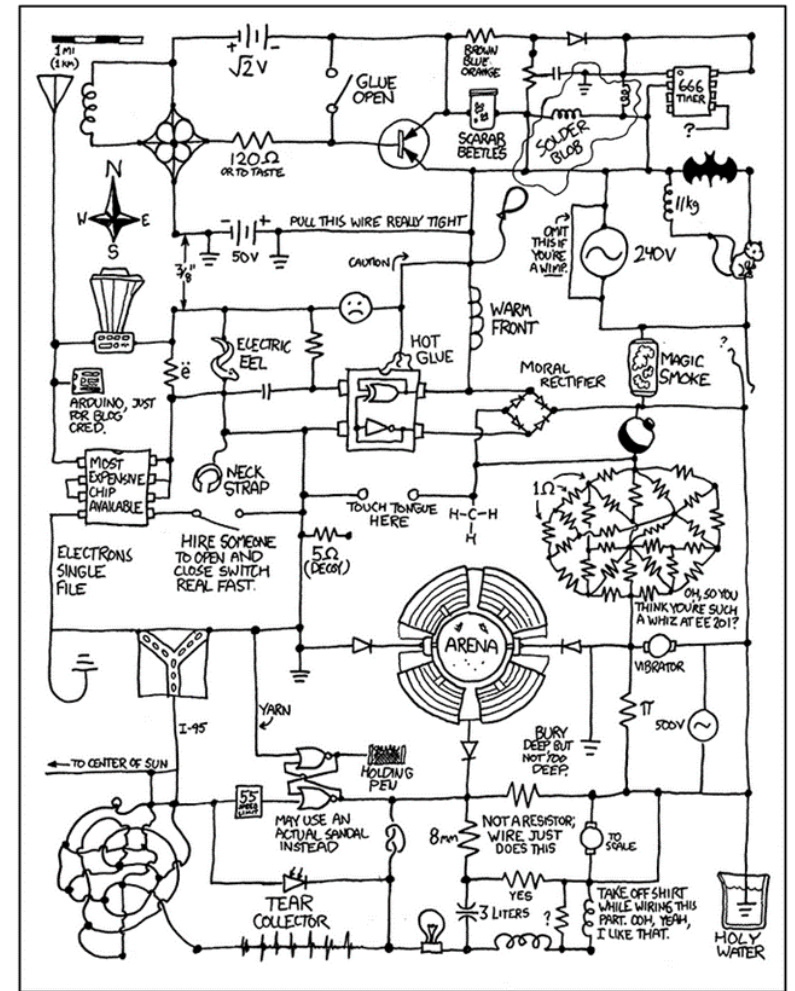 1 MI
(1 KM)
+ -
√2 V
GLUE
OPEN
BROWN
BLUE
ORANGE
666
TIMER
?
SCARAB
BEETLES
SOLDER
BLOB
120Ω
OR TO TASTE
N
W E
S
- +
50V
PULL THIS WIRE REALLY TIGHT
CAUTION
OMIT
THIS IF
YOU'RE
A WIMP.
240V
11kg
3/8"
WARM
FRONT
ELECTRIC
EEL
HOT
GLUE
ë
MORAL
RECTIFIER
MAGIC
SMOKE
?
ARDUINO, JUST
FOR BLOG
CRED.
MOST
EXPENSIVE
CHIP
AVAILABLE
NECK
STRAP
TOUCH TONGUE
HERE
H-C-H
H
1Ω
ELECTRONS
SINGLE
FILE
HIRE SOMEONE
TO OPEN AND
CLOSE SWITCH
REAL FAST.
5Ω
(DECOY)
OH, SO YOU
THINK YOU'RE SUCH
A WHIZ AT EE 201?
ARENA
VIBRATOR
I-95
YARN
π
500V
BURY
DEEP, BUT
NOT TOO
DEEP.
TO CENTER OF SUN
HOLDING
PEN
55
SPEED
LIMIT
MAY USE AN
ACTUAL SANDAL
INSTEAD
8mm
NOT A RESISTOR;
WIRE JUST
DOES THIS
TO
SCALE
TEAR
COLLECTOR
YES
3 LITERS
?
TAKE OFF SHIRT
WHILE WIRING THIS
PART. OOH, YEAH,
I LIKE THAT.
HOLY
WATER